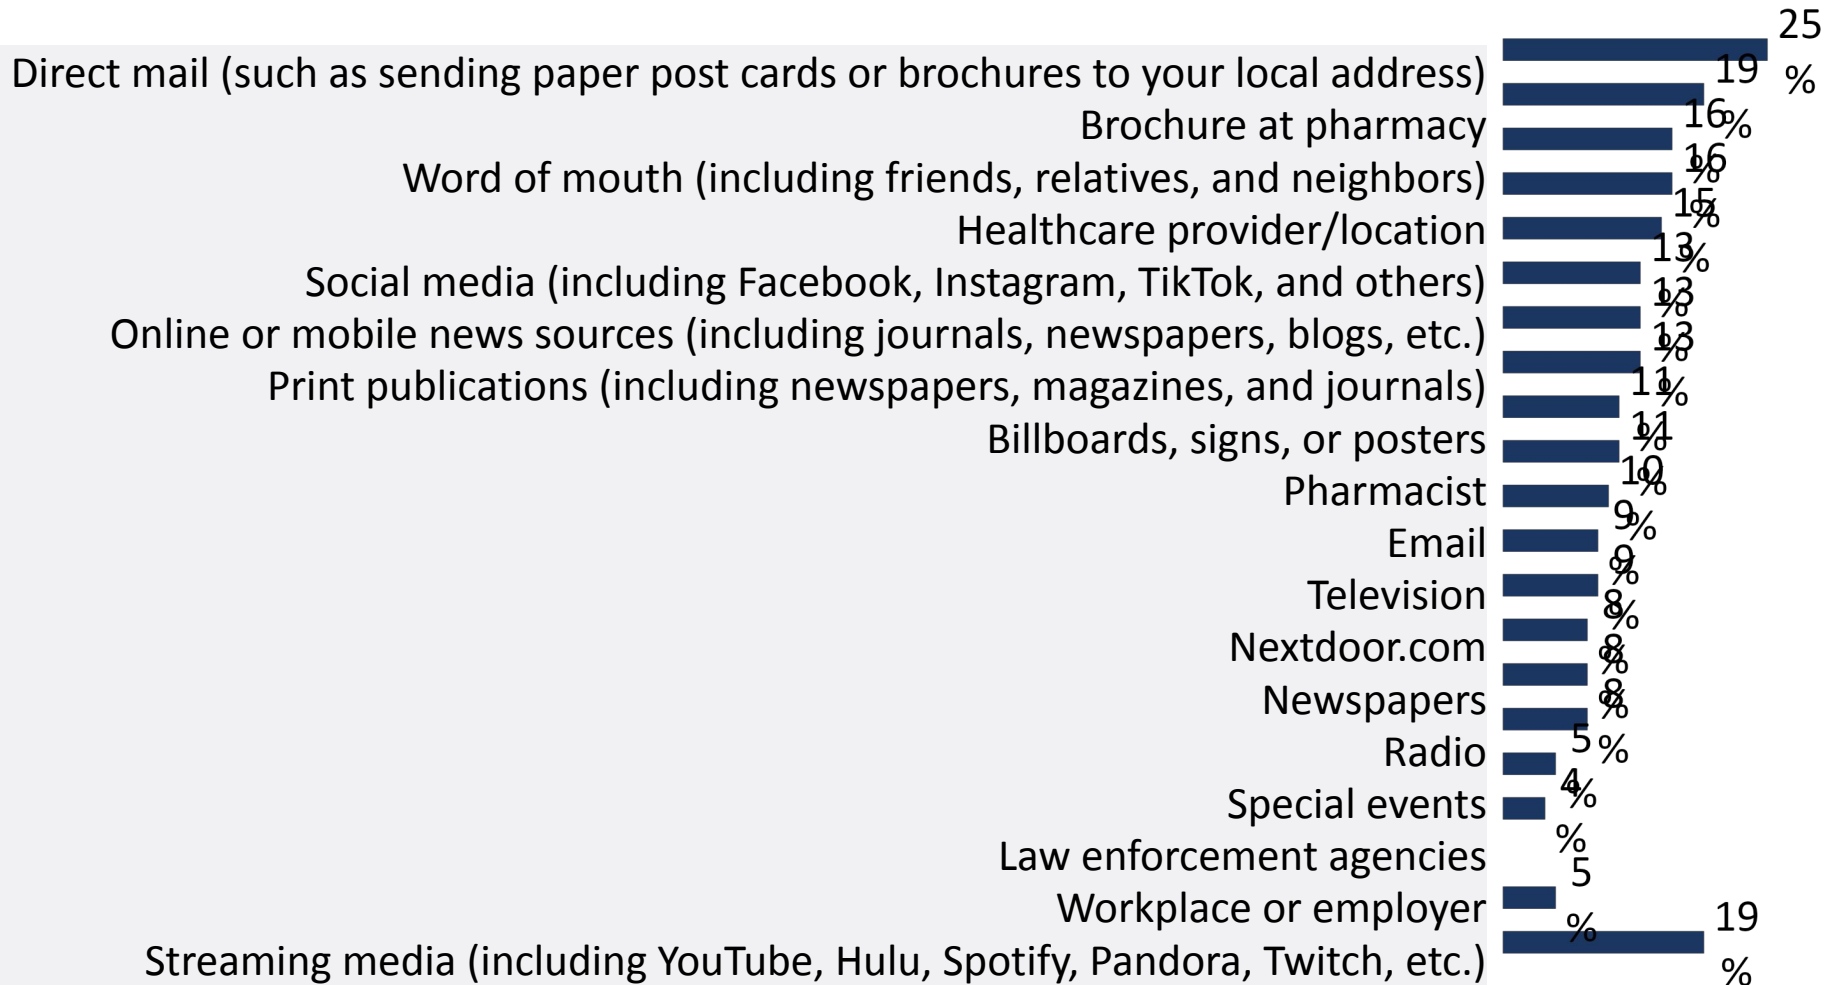 Direct mail (such as sending paper post cards or brochures to your local address)
Brochure at pharmacy
Word of mouth (including friends, relatives, and neighbors)
Healthcare provider/location
Social media (including Facebook, Instagram, TikTok, and others)
Online or mobile news sources (including journals, newspapers, blogs, etc.)
Print publications (including newspapers, magazines, and journals)
Billboards, signs, or posters
Pharmacist
Email
Television
Nextdoor.com
Newspapers
Radio
Special events
Law enforcement agencies
Workplace or employer
Streaming media (including YouTube, Hulu, Spotify, Pandora, Twitch, etc.)
25
%
19
%
16
%
16
%
15
%
13
%
13
%
13
%
11
%
11
%
10
%
9
%
9
%
8
%
8
%
8
%
5
%
4
%
5
%
19
%